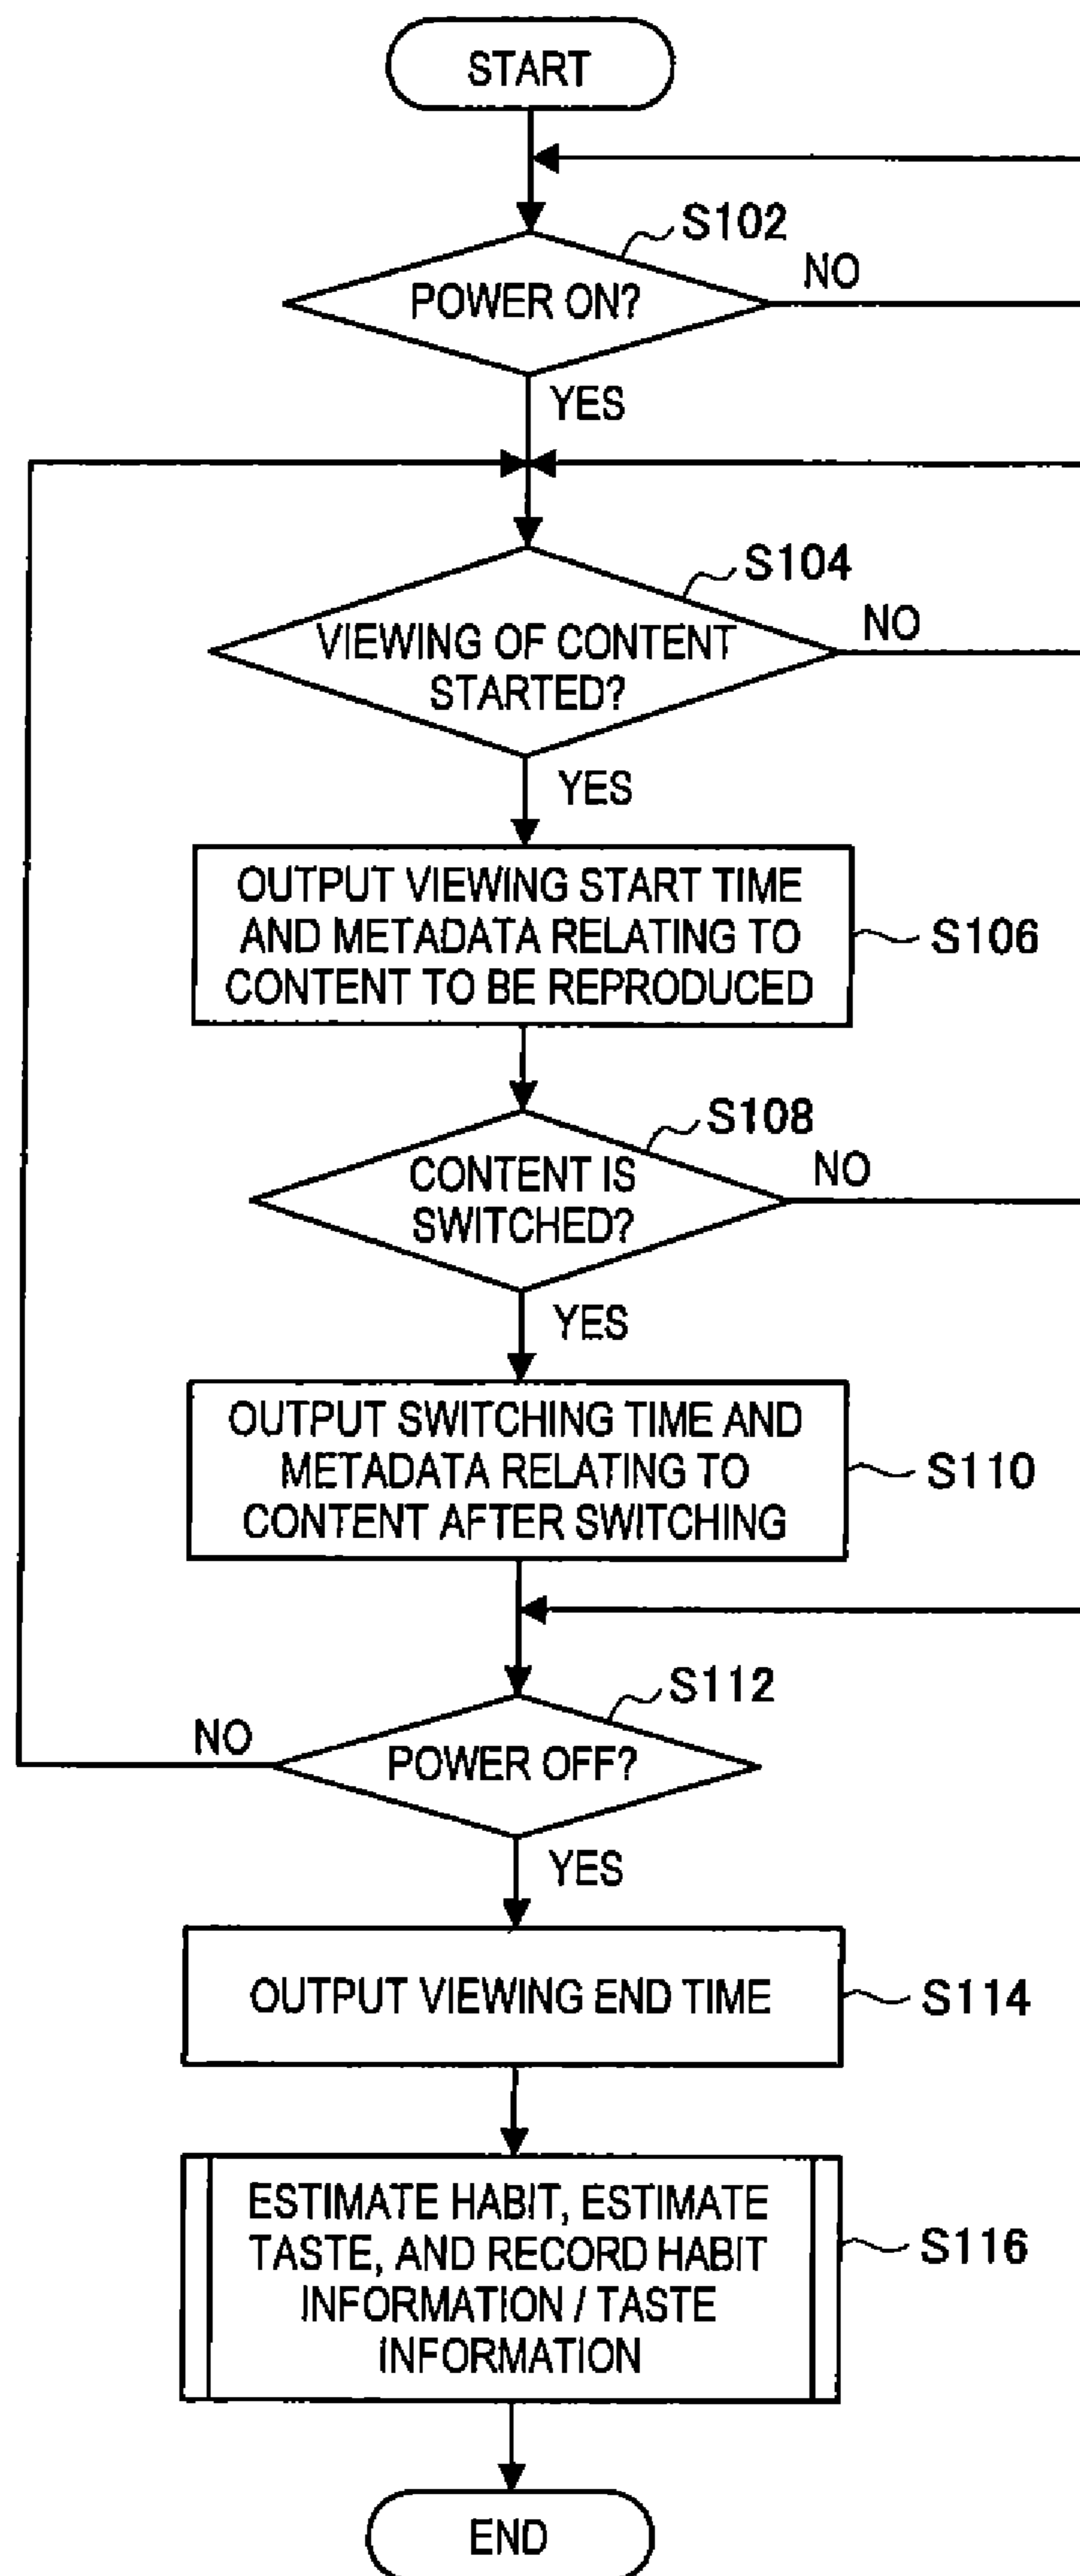 START
S102
POWER ON?
NO
YES
S104
VIEWING OF CONTENT
STARTED?
NO
YES
OUTPUT VIEWING START TIME
AND METADATA RELATING TO
CONTENT TO BE REPRODUCED
S106
S108
CONTENT IS
SWITCHED?
NO
YES
OUTPUT SWITCHING TIME AND
METADATA RELATING TO
CONTENT AFTER SWITCHING
S110
S112
NO
POWER OFF?
YES
OUTPUT VIEWING END TIME
S114
ESTIMATE HABIT, ESTIMATE
TASTE, AND RECORD HABIT
INFORMATION / TASTE
INFORMATION
S116
END